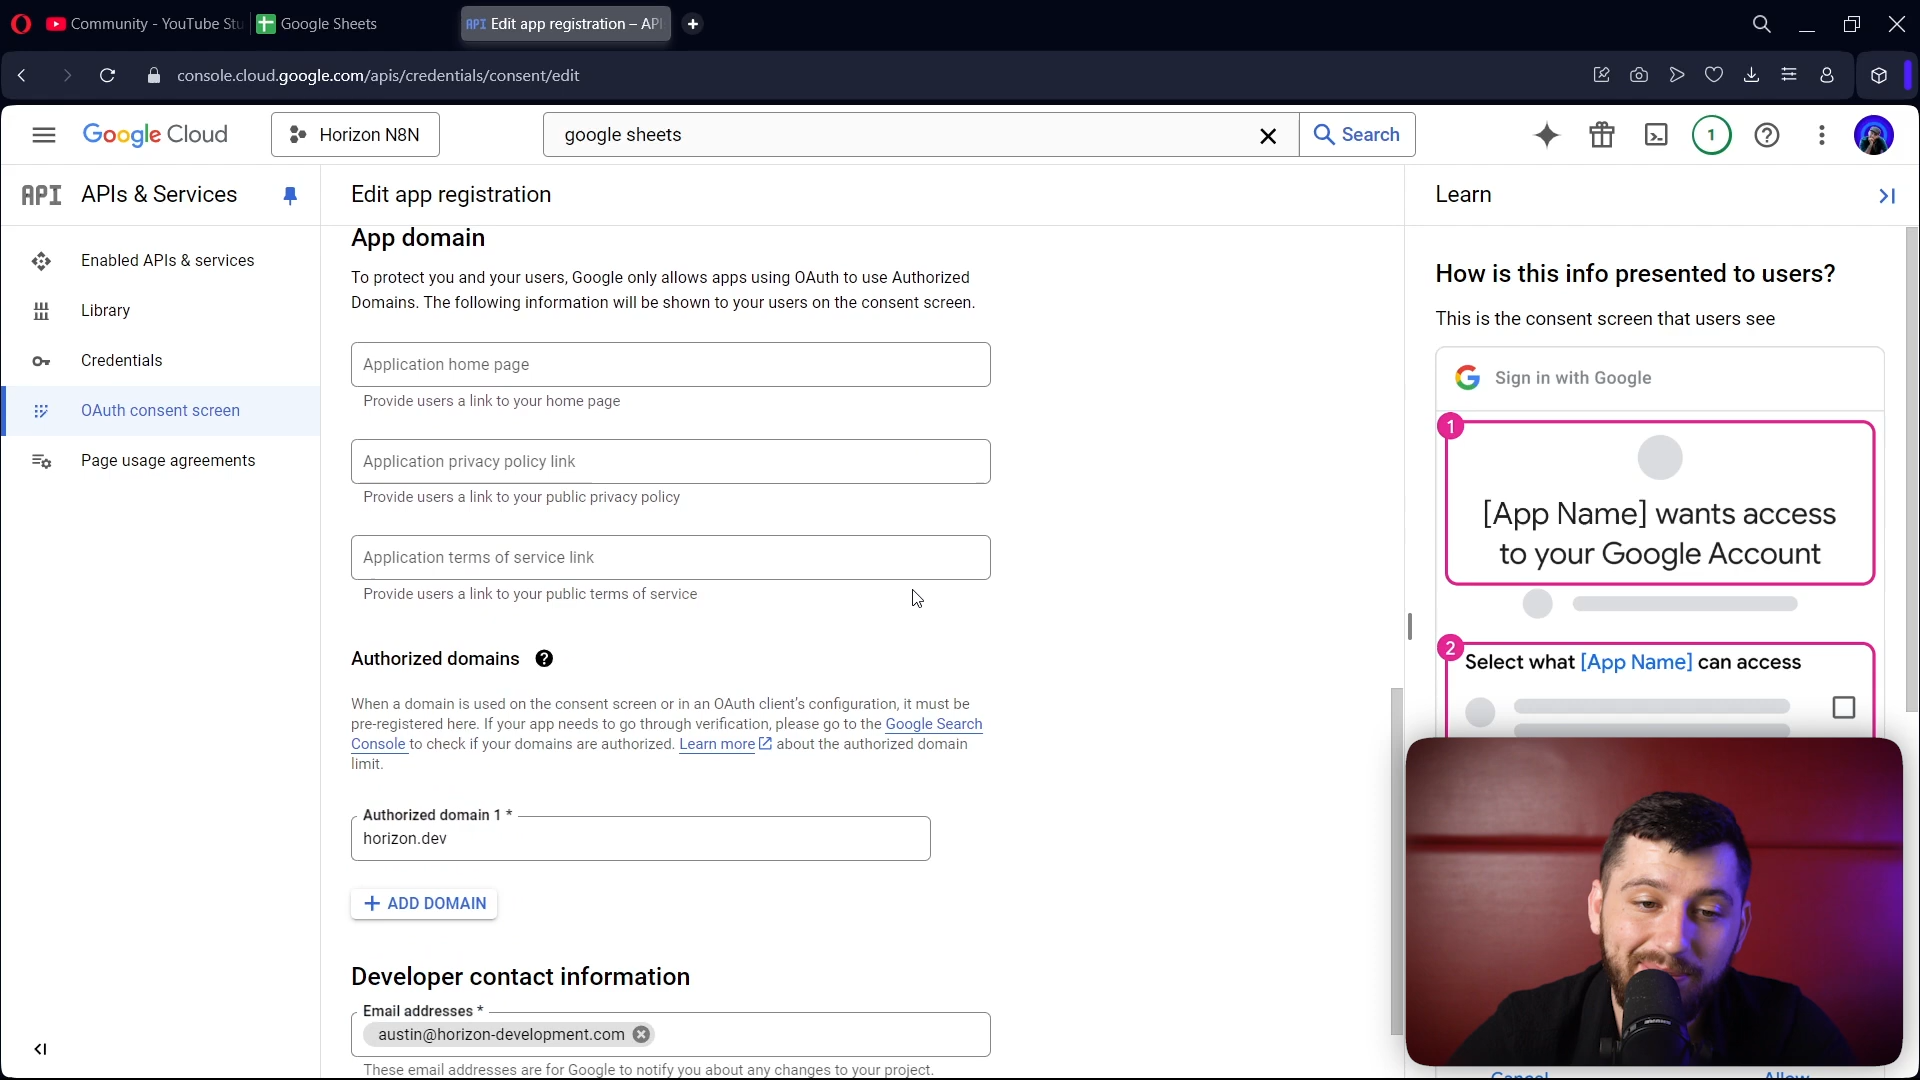 Community - YouTube Stu
Google Sheets
API Edit app registration – API
console.cloud.google.com/apis/credentials/consent/edit
Google Cloud
Horizon N8N
google sheets
Search
1
API APIs & Services
Edit app registration
Learn
Enabled APIs & services
Library
Credentials
OAuth consent screen
Page usage agreements
App domain
To protect you and your users, Google only allows apps using OAuth to use Authorized
Domains. The following information will be shown to your users on the consent screen.
Application home page
Provide users a link to your home page
Application privacy policy link
Provide users a link to your public privacy policy
Application terms of service link
Provide users a link to your public terms of service
Authorized domains
When a domain is used on the consent screen or in an OAuth client's configuration, it must be
pre-registered here. If your app needs to go through verification, please go to the Google Search
Console to check if your domains are authorized. Learn more about the authorized domain
limit.
Authorized domain 1 *
horizon.dev
+ ADD DOMAIN
Developer contact information
Email addresses *
austin@horizon-development.com
These email addresses are for Google to notify you about any changes to your project.
How is this info presented to users?
This is the consent screen that users see
Sign in with Google
1
[App Name] wants access
to your Google Account
2
Select what [App Name] can access
Cancel
Allow